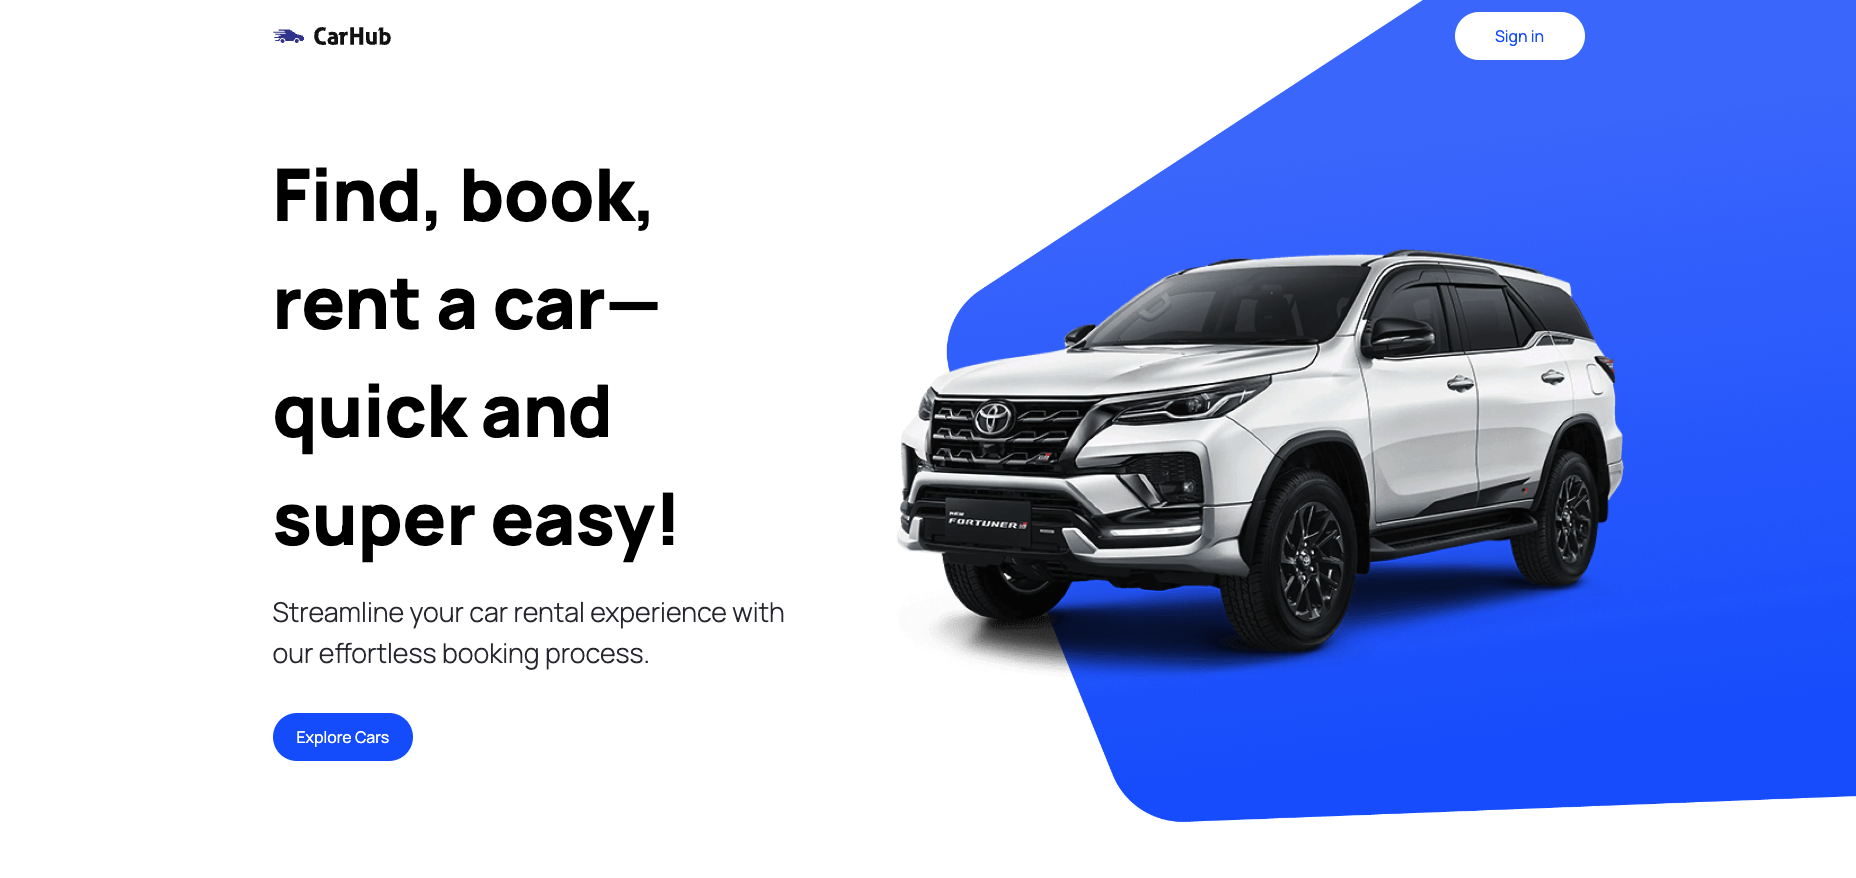 CarHub
Sign in
Find, book,
rent a car—
quick and
super easy!
Streamline your car rental experience with
our effortless booking process.
Explore Cars
NEW
FORTUNER